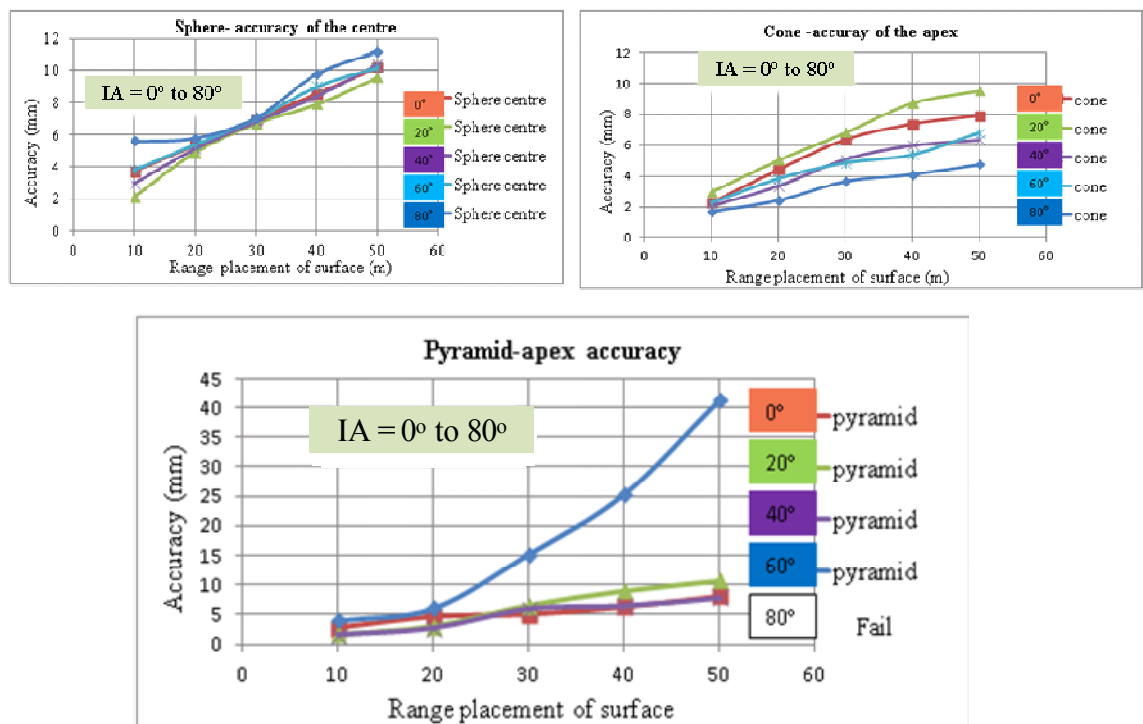 Sphere- accuracy of the centre
12
10
8
6
4
2
0
Accuracy (mm)
IA = 0° to 80°
0° Sphere centre
20° Sphere centre
40° Sphere centre
60° Sphere centre
80° Sphere centre
0 10 20 30 40 50 60
Range placement of surface (m)
Cone -accuray of the apex
12
10
8
6
4
2
0
Accuracy (mm)
IA = 0° to 80°
0° cone
20° cone
40° cone
60° cone
80° cone
0 10 20 30 40 50 60
Range placement of surface (m)
Pyramid-apex accuracy
45
40
35
30
25
20
15
10
5
0
Accuracy (mm)
IA = 0° to 80°
0° pyramid
20° pyramid
40° pyramid
60° pyramid
80° Fail
0 10 20 30 40 50 60
Range placement of surface